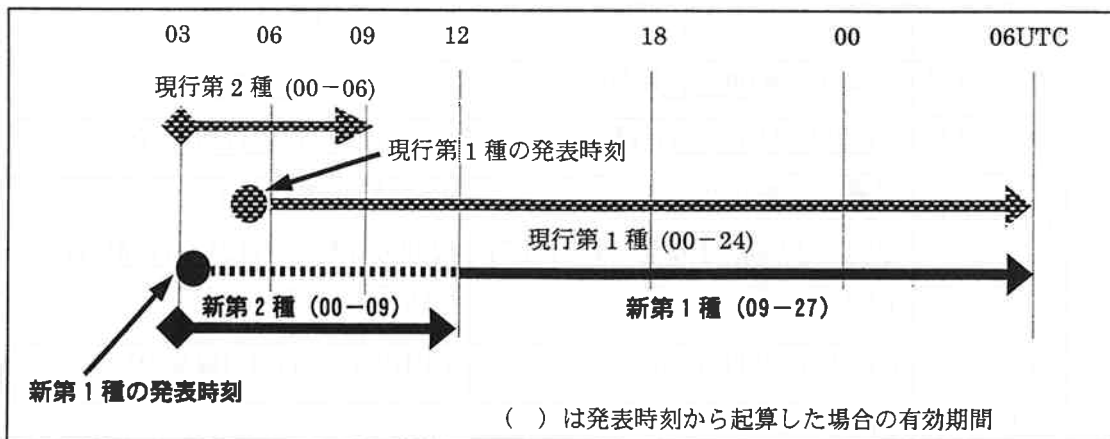 03 06 09 12 18 00 06UTC
現行第2種 (00-06)
現行第1種の発表時刻
現行第1種 (00-24)
新第2種 (00-09) 新第1種 (09-27)
新第1種の発表時刻
( )は発表時刻から起算した場合の有効期間